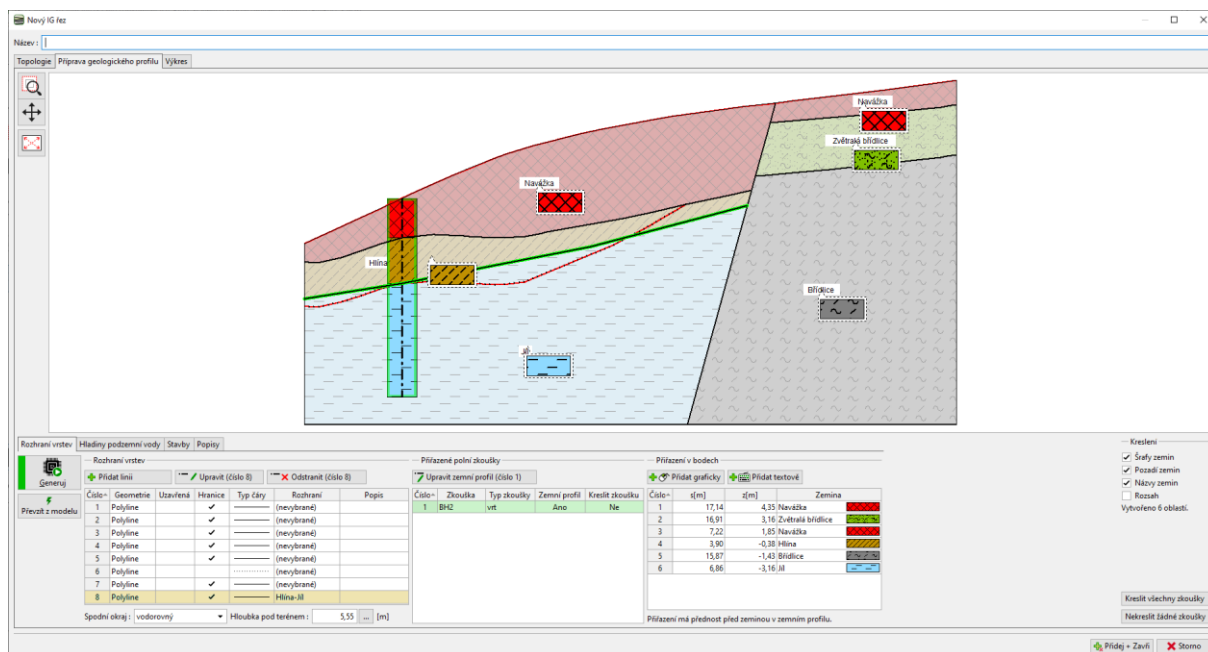 Nový IG řez
Název :
Topologie Příprava geologického profilu Výkres
Navážka
Zvětralá břidlice
Navážka
Hlína
Břidlice
Jíl
Rozhraní vrstev Hladiny podzemní vody Stavby Popisy
Generuj
Převzít z modelu
Rozhraní vrstev
Přidat linii Upravit (číslo 8) Odstranit (číslo 8)
Číslo Geometrie Uzavřená Hranice Typ čáry Rozhraní Popis
1 Polyline (nevybrané)
2 Polyline (nevybrané)
3 Polyline (nevybrané)
4 Polyline (nevybrané)
5 Polyline (nevybrané)
6 Polyline (nevybrané)
7 Polyline (nevybrané)
8 Polyline Hlína-Jíl
Spodní okraj : vodorovný Hloubka pod terénem : 5,55 ... [m]
Přiřazené polní zkoušky
Upravit zemní profil (číslo 1)
Číslo Zkouška Typ zkoušky Zemní profil Kreslit zkoušku
1 BH2 vrt Ano Ne
Přiřazení v bodech
Přidat graficky Přidat textově
Číslo s[m] z[m] Zemina
1 17,14 4,35 Navážka
2 16,91 3,16 Zvětralá břidlice
3 7,22 1,85 Navážka
4 3,90 -0,38 Hlína
5 15,87 -1,43 Břidlice
6 6,86 -3,16 Jíl
Přiřazení má přednost před zeminou v zemním profilu.
Kreslení
Šrafy zemin
Pozadí zemin
Názvy zemin
Rozsah
Vytvořeno 6 oblastí.
Kreslit všechny zkoušky
Nekreslit žádné zkoušky
Přidej + Zavři Storno